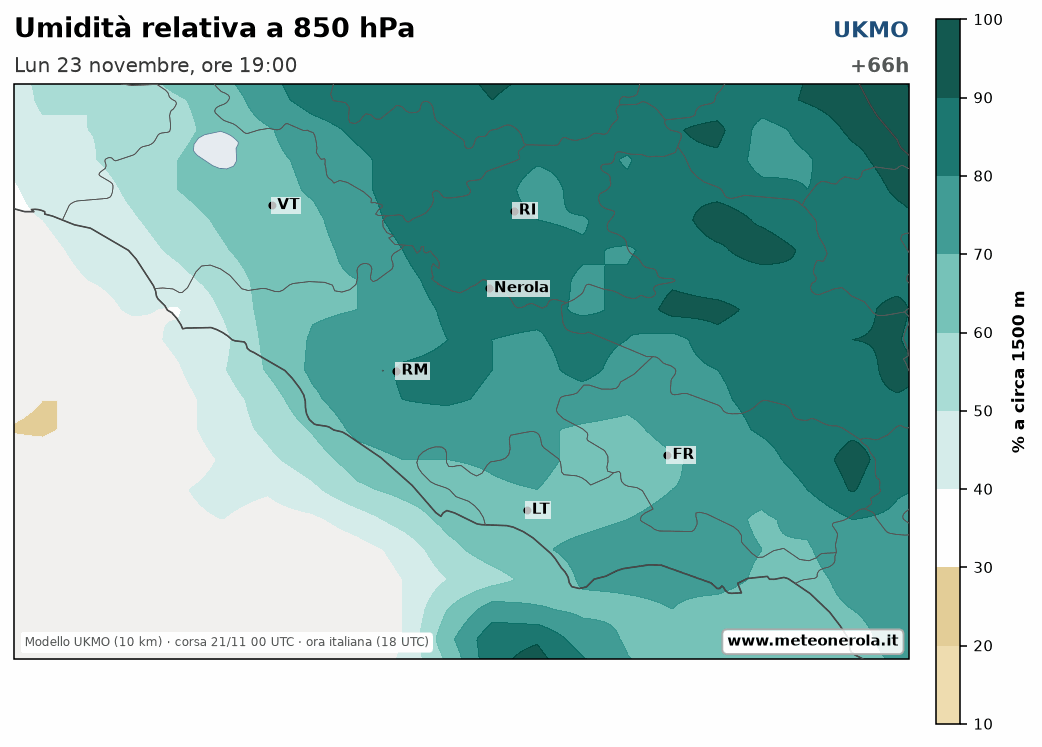 Umidità relativa a 850 hPa
UKMO
Lun 23 novembre, ore 19:00
+66h
100
90
80
70
60
50
40
30
20
10
% a circa 1500 m
VT
RI
Nerola
RM
FR
LT
Modello UKMO (10 km) · corsa 21/11 00 UTC · ora italiana (18 UTC)
www.meteonerola.it